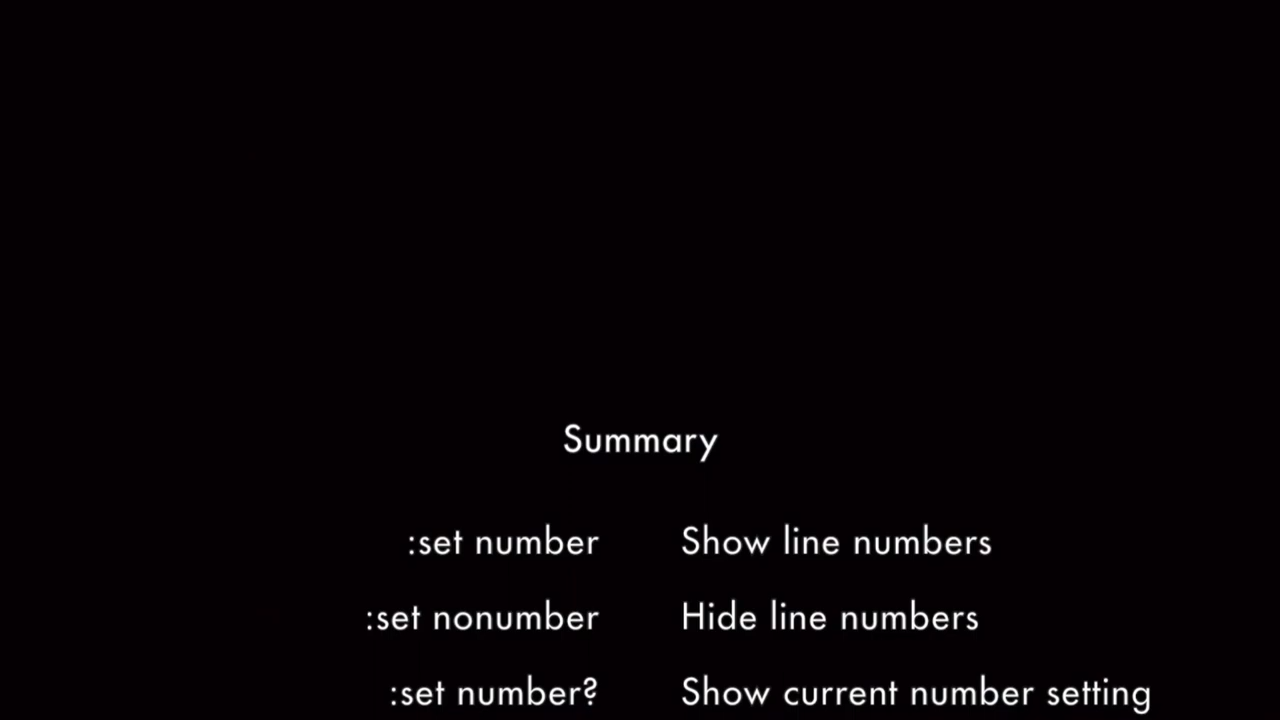 Summary
:set number Show line numbers
:set nonumber Hide line numbers
:set number? Show current number setting